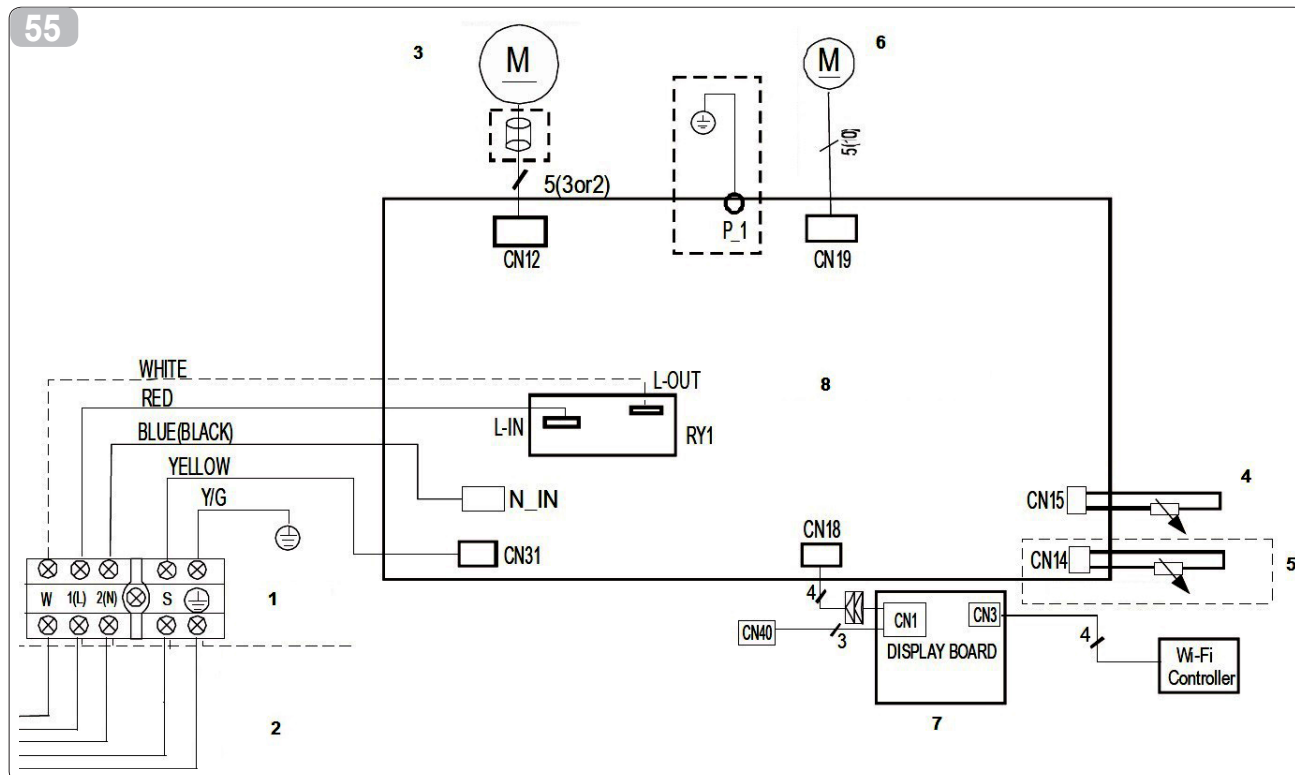 55
3
M
6
M
5(3or2)
5(10)
P_1
CN12
CN19
WHITE
L-OUT
RED
8
L-IN
RY1
BLUE(BLACK)
YELLOW
N_IN
Y/G
CN15
4
CN18
CN31
CN14
5
W 1(L) 2(N) S
1
4
CN1
CN3
CN40
3
DISPLAY BOARD
4
Wi-Fi
Controller
2
7